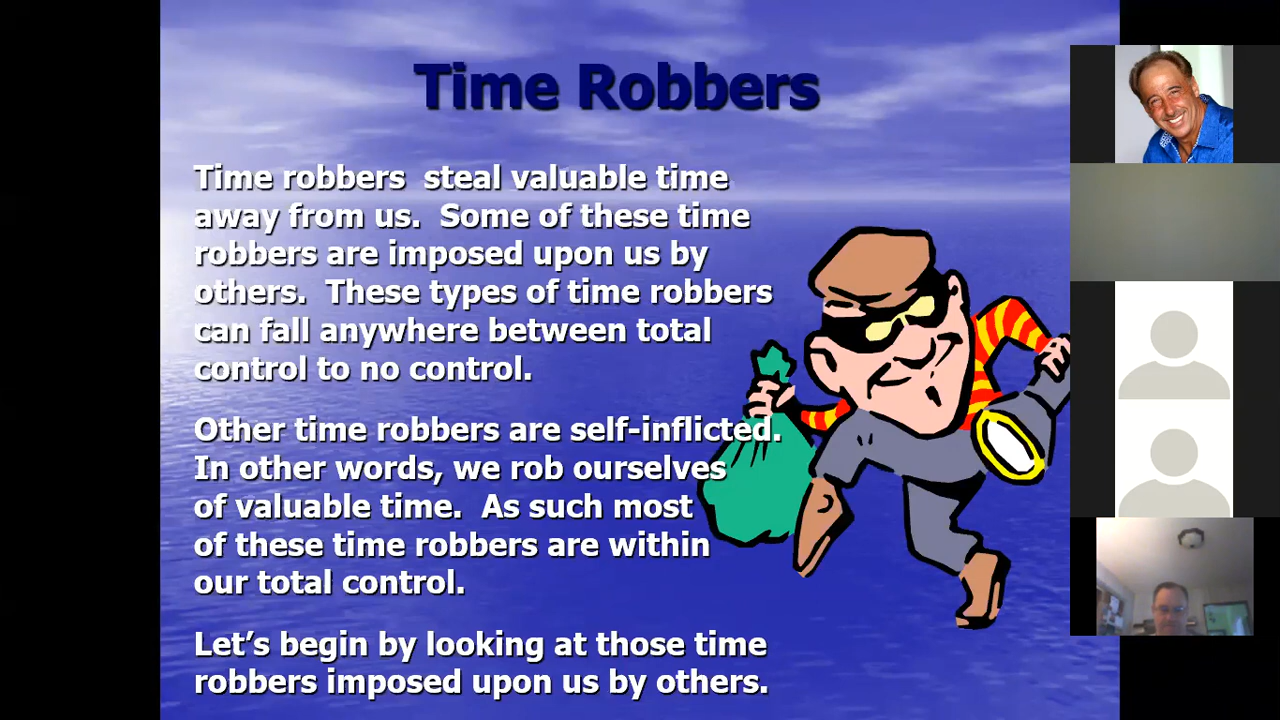 Time Robbers
Time robbers  steal valuable time
away from us.  Some of these time
robbers are imposed upon us by
others.  These types of time robbers
can fall anywhere between total
control to no control.
Other time robbers are self-inflicted.
In other words, we rob ourselves
of valuable time.  As such most
of these time robbers are within
our total control.
Let’s begin by looking at those time
robbers imposed upon us by others.